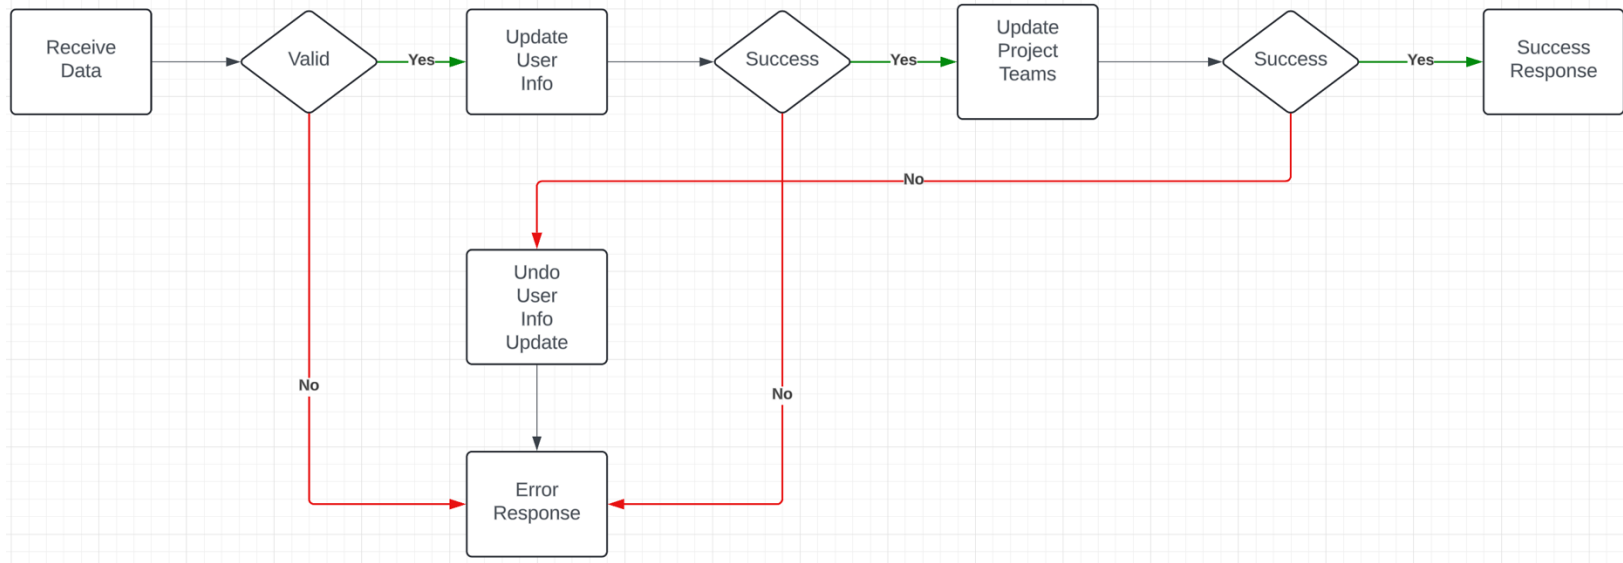 Receive
Data
Valid
Yes
Update
User
Info
Success
Yes
Update
Project
Teams
Success
Yes
Success
Response
No
Undo
User
Info
Update
No
No
Error
Response